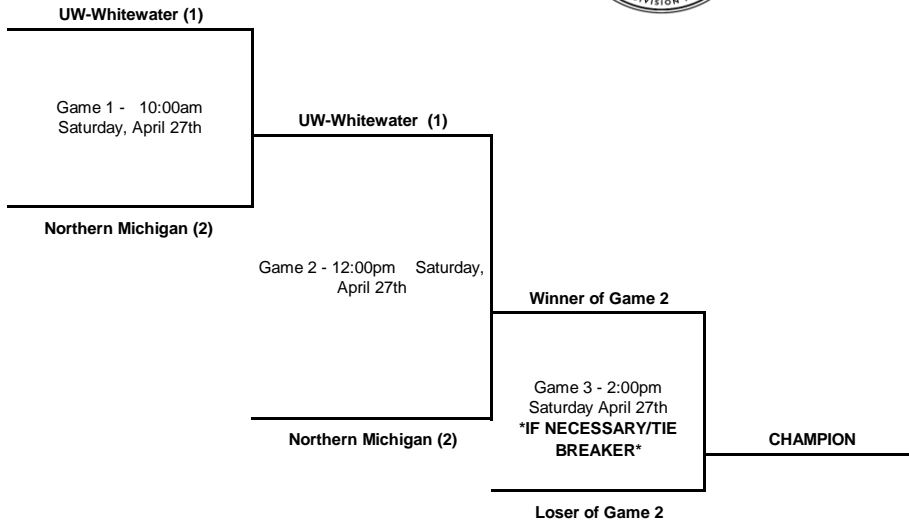 UW-Whitewater (1)
Game 1 - 10:00am
Saturday, April 27th
UW-Whitewater (1)
Northern Michigan (2)
Game 2 - 12:00pm Saturday,
April 27th
Winner of Game 2
Game 3 - 2:00pm
Saturday April 27th
*IF NECESSARY/TIE
BREAKER*
Northern Michigan (2)
CHAMPION
Loser of Game 2